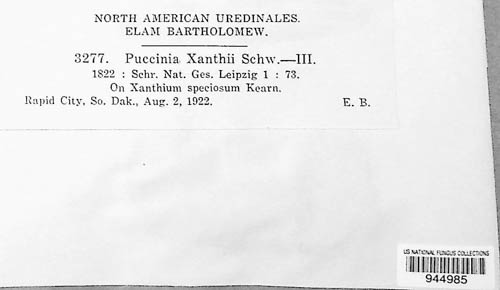 NORTH AMERICAN UREDINALES.
ELAM BARTHOLOMEW.
3277. Puccinia Xanthii Schw.—III.
1822 : Schr. Nat. Ges. Leipzig 1 : 73.
On Xanthium speciosum Kearn.
Rapid City, So. Dak., Aug. 2, 1922. E. B.
US NATIONAL FUNGUS COLLECTIONS
944985